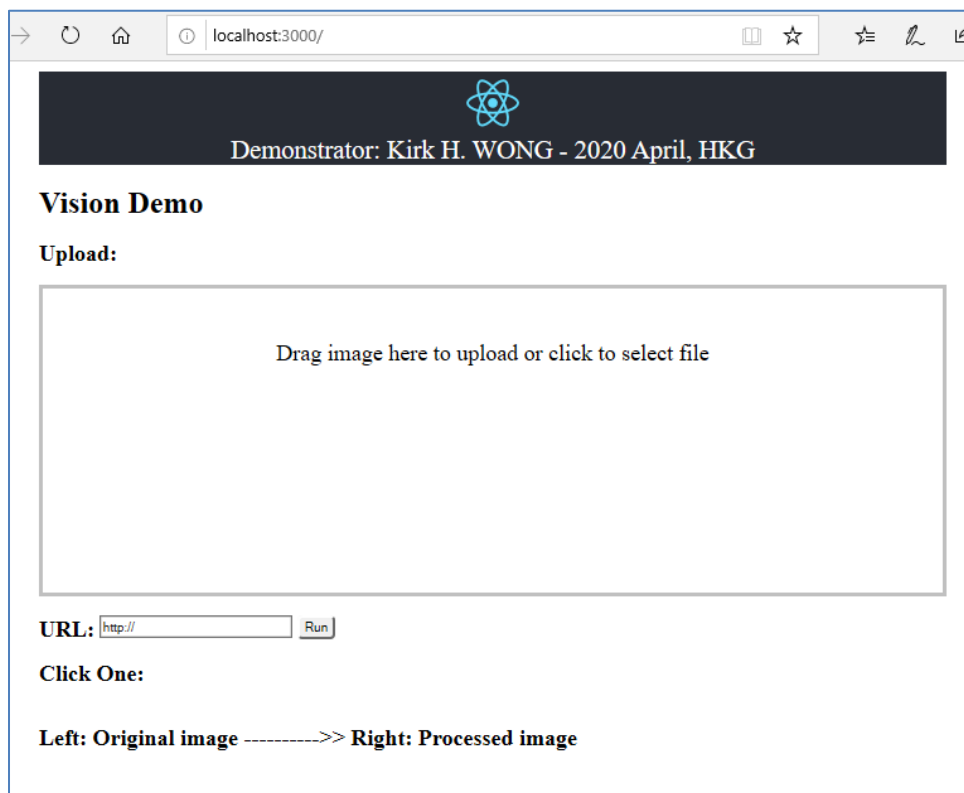 localhost:3000/
Demonstrator: Kirk H. WONG - 2020 April, HKG
Vision Demo
Upload:
Drag image here to upload or click to select file
URL: http:// Run
Click One:
Left: Original image ---------->> Right: Processed image